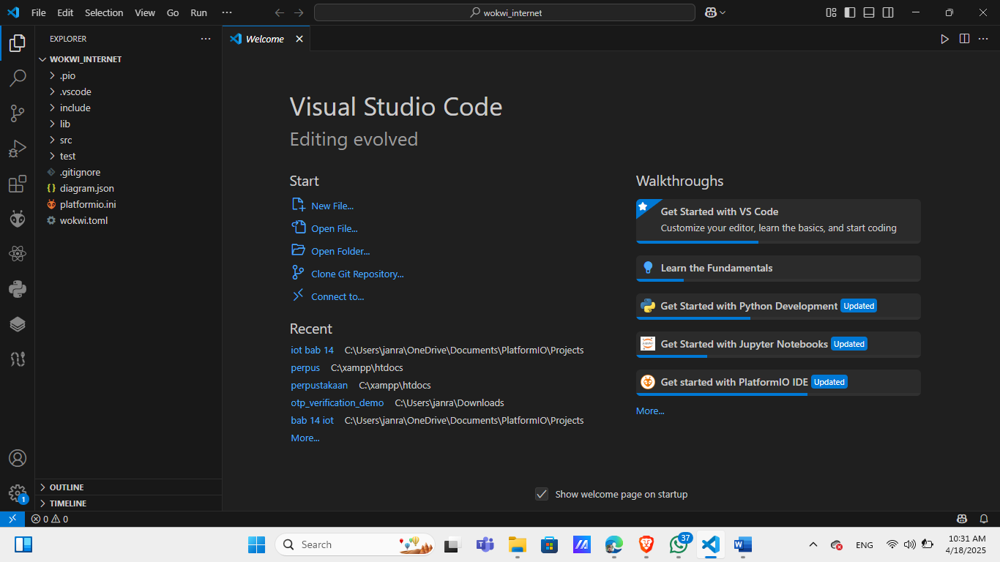 File Edit Selection View Go Run ···
wokwi_internet
EXPLORER
Welcome
WOKWI_INTERNET
.pio
.vscode
include
lib
src
test
.gitignore
diagram.json
platformio.ini
wokwi.toml
OUTLINE
TIMELINE
Visual Studio Code
Editing evolved
Start
New File...
Open File...
Open Folder...
Clone Git Repository...
Connect to...
Recent
iot bab 14 C:\Users\janra\OneDrive\Documents\PlatformIO\Projects
perpus C:\xampp\htdocs
perpustakaan C:\xampp\htdocs
otp_verification_demo C:\Users\janra\Downloads
bab 14 iot C:\Users\janra\OneDrive\Documents\PlatformIO\Projects
More...
Walkthroughs
Get Started with VS Code
Customize your editor, learn the basics, and start coding
Learn the Fundamentals
Get Started with Python Development Updated
Get Started with Jupyter Notebooks Updated
Get started with PlatformIO IDE Updated
More...
Show welcome page on startup
1
0 0
Search
37
ENG
10:31 AM
4/18/2025